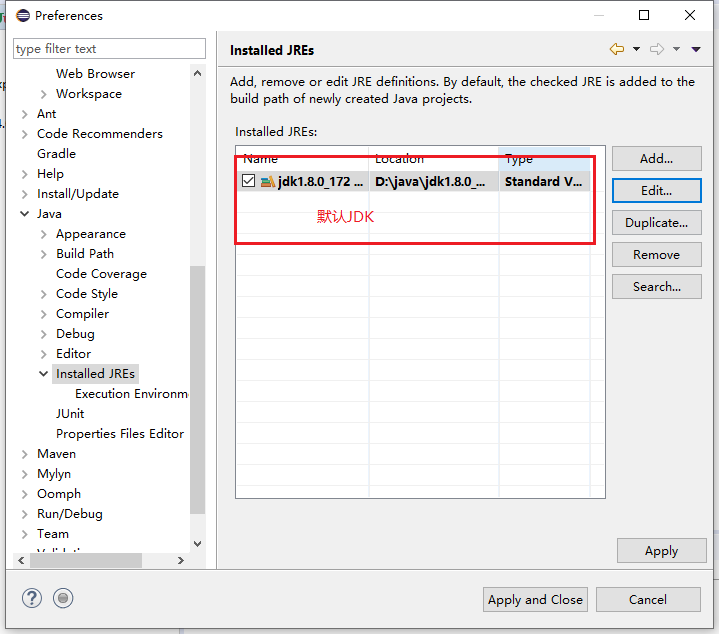 Preferences
type filter text
Web Browser
Workspace
Ant
Code Recommenders
Gradle
Help
Install/Update
Java
Appearance
Build Path
Code Coverage
Code Style
Compiler
Debug
Editor
Installed JREs
Execution Environm
JUnit
Properties Files Editor
Maven
Mylyn
Oomph
Run/Debug
Team
Installed JREs
Add, remove or edit JRE definitions. By default, the checked JRE is added to the
build path of newly created Java projects.
Installed JREs:
Name Location Type
jdk1.8.0_172 ... D:\java\jdk1.8.0_... Standard V...
默认JDK
Add...
Edit...
Duplicate...
Remove
Search...
Apply
Apply and Close Cancel